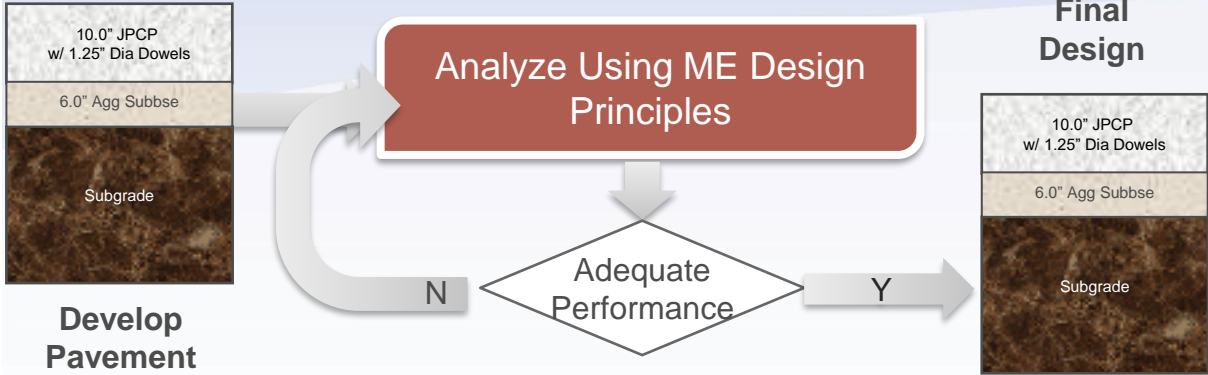 10.0" JPCP
w/ 1.25" Dia Dowels
6.0" Agg Subbse
Subgrade
Develop
Pavement
Analyze Using ME Design
Principles
Adequate
Performance
N
Y
Final
Design
10.0" JPCP
w/ 1.25" Dia Dowels
6.0" Agg Subbse
Subgrade